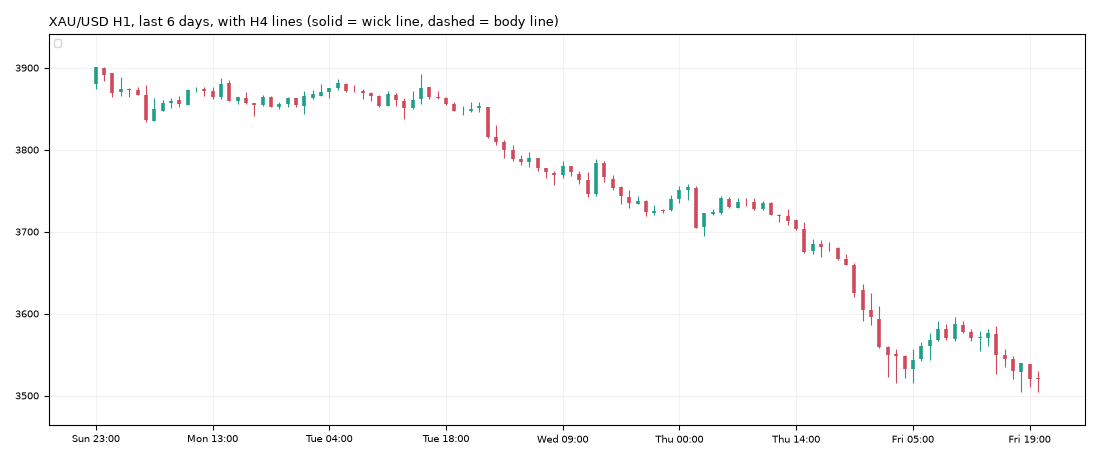 XAU/USD H1, last 6 days, with H4 lines (solid = wick line, dashed = body line)
3900
3800
3700
3600
3500
Sun 23:00 Mon 13:00 Tue 04:00 Tue 18:00 Wed 09:00 Thu 00:00 Thu 14:00 Fri 05:00 Fri 19:00